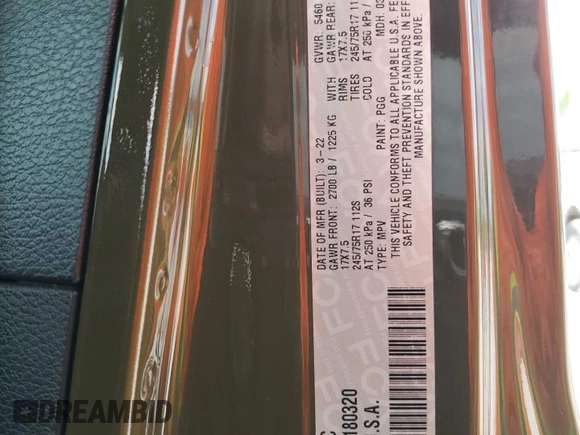 DATE OF MFR (BUILT): 3-22 GVWR: 5460
GAWR FRONT: 2700 LB / 1225 KG WITH GAWR REAR:
17X7.5 RIMS 17X7.5
245/75R17 112S TIRES 245/75R17 112
AT 250 kPa / 36 PSI COLD AT 250 kPa /
TYPE: MPV PAINT: PGG MDH: 03
THIS VEHICLE CONFORMS TO ALL APPLICABLE U.S.A. FE
SAFETY AND THEFT PREVENTION STANDARDS IN EFF
MANUFACTURE SHOWN ABOVE.
180320
.S.A.
DREAMBID